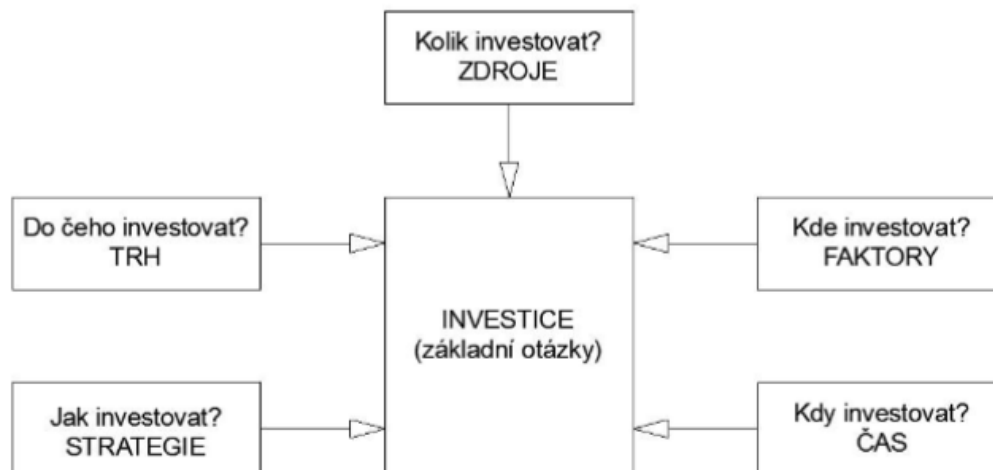 Kolik investovat?
ZDROJE
Do čeho investovat?
TRH
Kde investovat?
FAKTORY
INVESTICE
(základní otázky)
Jak investovat?
STRATEGIE
Kdy investovat?
ČAS